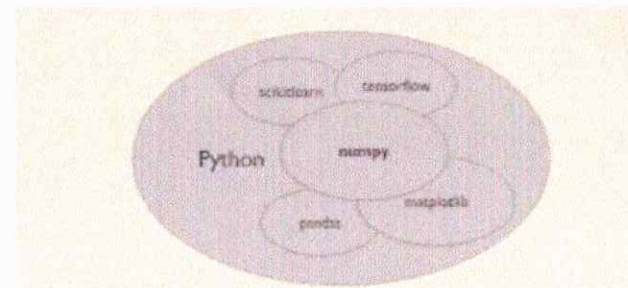 scikitlearn
tensorflow
Python
numpy
matplotlib
pandas